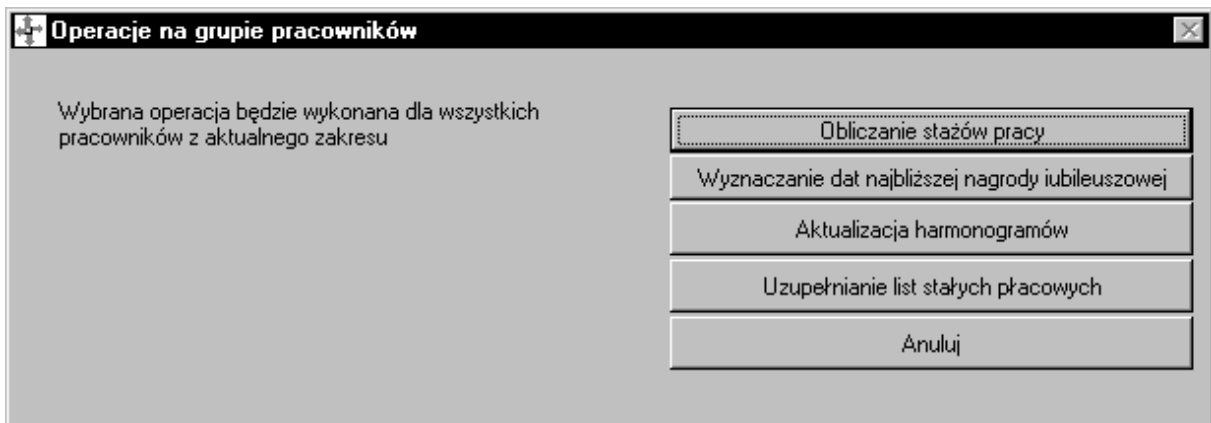 Operacje na grupie pracowników
Wybrana operacja będzie wykonana dla wszystkich
pracowników z aktualnego zakresu
Obliczanie stażów pracy
Wyznaczanie dat najbliższej nagrody jubileuszowej
Aktualizacja harmonogramów
Uzupełnianie list stałych płacowych
Anuluj